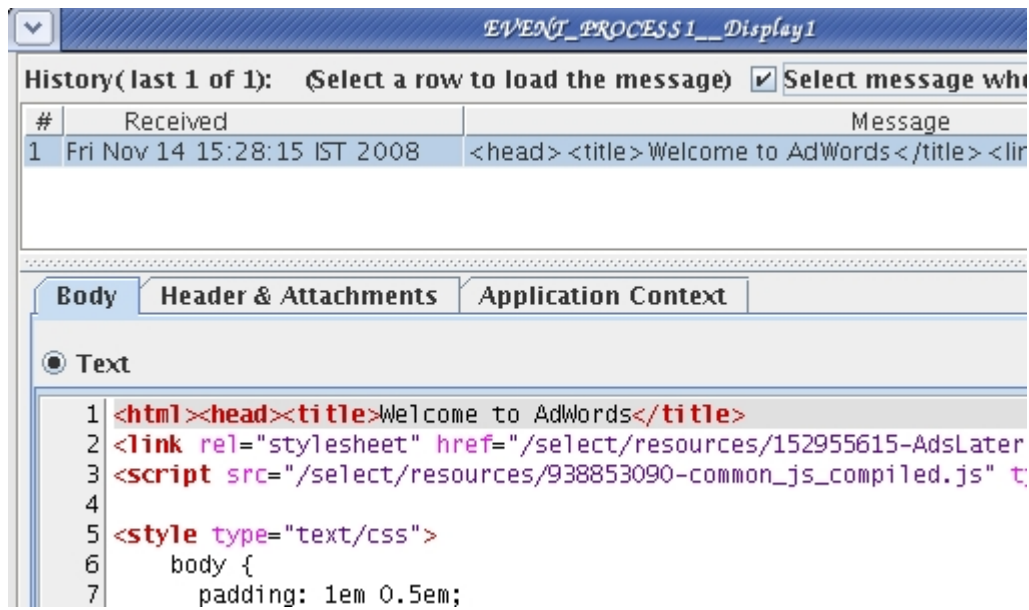 EVENT_PROCESS1__Display1
History( last 1 of 1): (Select a row to load the message) Select message whe
# Received Message
1 Fri Nov 14 15:28:15 IST 2008 <head><title>Welcome to AdWords</title><lin
Body Header & Attachments Application Context
Text
1 <html><head><title>Welcome to AdWords</title>
2 <link rel="stylesheet" href="/select/resources/152955615-AdsLater
3 <script src="/select/resources/938853090-common_js_compiled.js" ty
4
5 <style type="text/css">
6 body {
7 padding: 1em 0.5em;